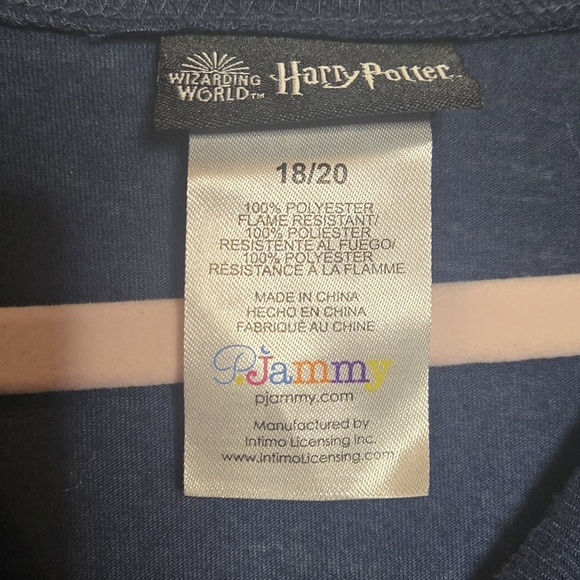 WIZARDING
WORLD™
Harry Potter
18/20
100% POLYESTER
FLAME RESISTANT/
100% POLIESTER
RESISTENTE AL FUEGO/
100% POLYESTER
RÉSISTANCE A LA FLAMME
MADE IN CHINA
HECHO EN CHINA
FABRIQUÉ AU CHINE
P.Jammy
pjammy.com
Manufactured by
Intimo Licensing Inc.
www.IntimoLicensing.com